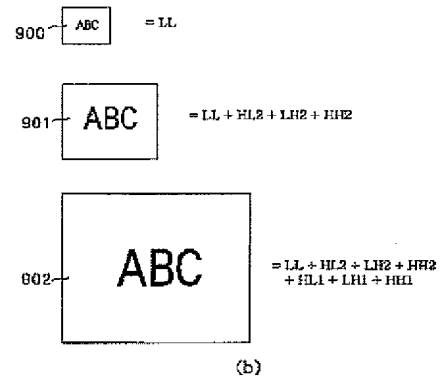 900 ABC = LL
901 ABC = LL + HL2 + LH2 + HH2
902 ABC = LL + HL2 + LH2 + HH2
+ HL1 + LH1 + HH1
(b)